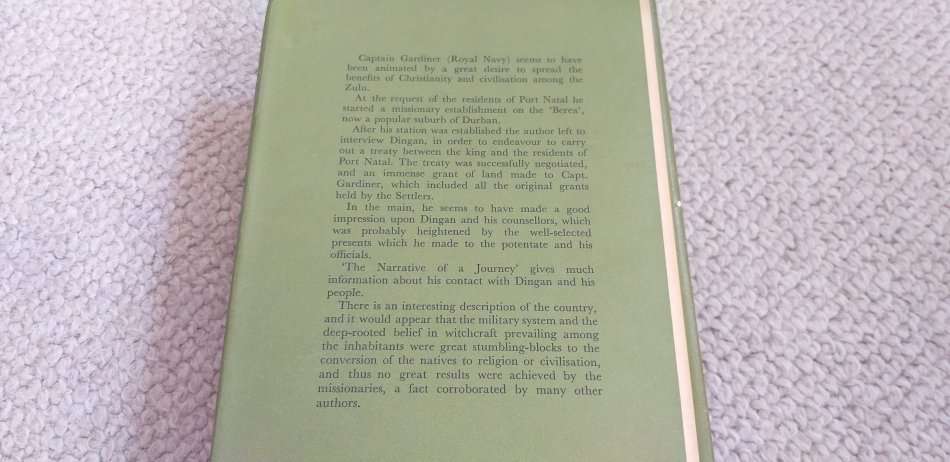 Captain Gardiner (Royal Navy) seems to have
been animated by a great desire to spread the
benefits of Christianity and civilisation among the
Zulu.
At the request of the residents of Port Natal he
started a missionary establishment on the 'Berea',
now a popular suburb of Durban.
After his station was established the author left to
interview Dingan, in order to endeavour to carry
out a treaty between the king and the residents of
Port Natal. The treaty was successfully negotiated,
and an immense grant of land made to Capt.
Gardiner, which included all the original grants
held by the Settlers.
In the main, he seems to have made a good
impression upon Dingan and his counsellors, which
was probably heightened by the well-selected
presents which he made to the potentate and his
officials.
'The Narrative of a Journey' gives much
information about his contact with Dingan and his
people.
There is an interesting description of the country,
and it would appear that the military system and the
deep-rooted belief in witchcraft prevailing among
the inhabitants were great stumbling-blocks to the
conversion of the natives to religion or civilisation,
and thus no great results were achieved by the
missionaries, a fact corroborated by many other
authors.